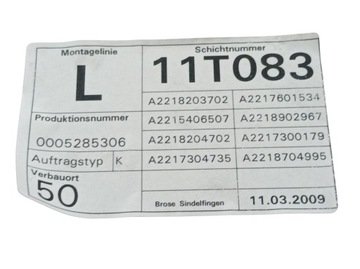 Montagelinie
Schichtnummer
L
11T083
A2218203702 A2217601534
Produktionsnummer
A2215406507 A2218902967
0005285306
A2218204702 A2217300179
Auftragstyp K
A2217304735 A2218704995
Verbauort
50
Brose Sindelfingen
11.03.2009